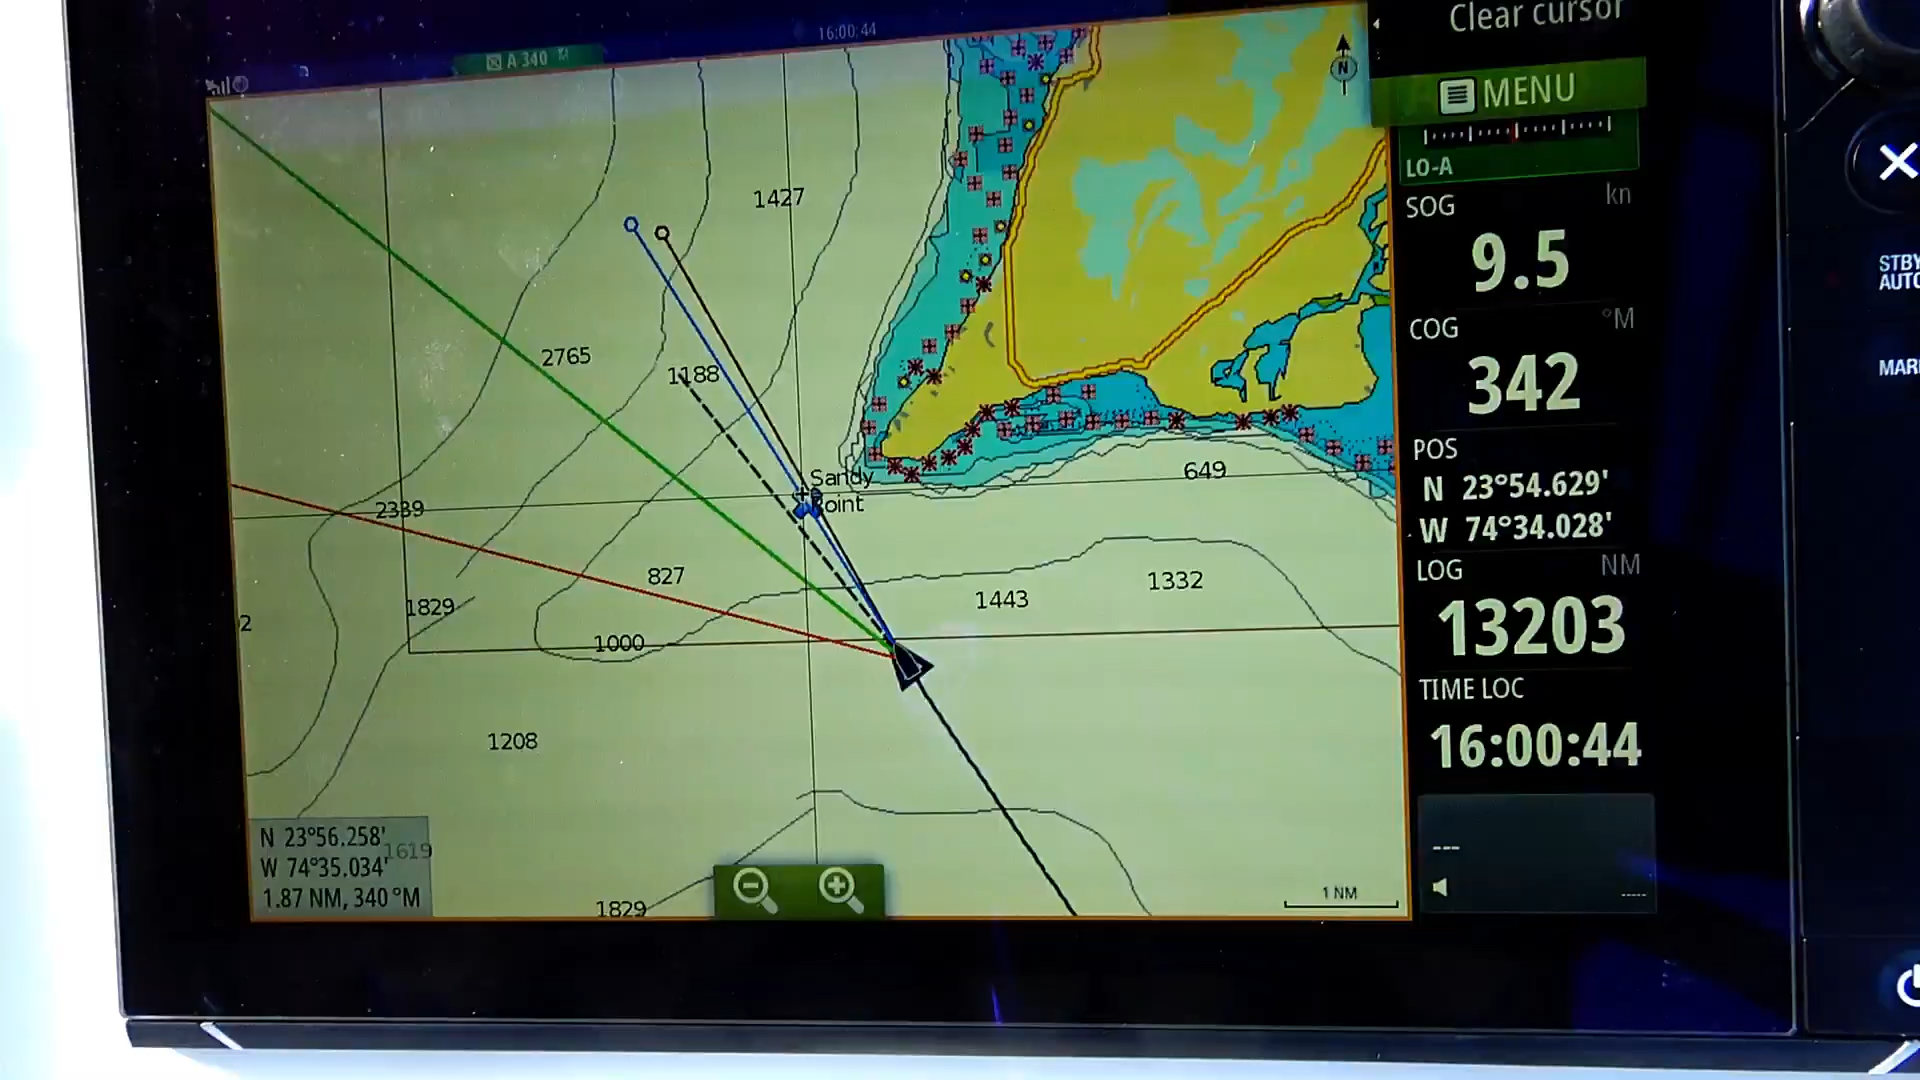 Clear cursor
16:00:44
A 340
N
MENU
LO-A
SOG kn
9.5
COG °M
342
POS
N 23°54.629'
W 74°34.028'
LOG NM
13203
TIME LOC
16:00:44
---
----
1427
2765
1188
Sandy
Point
649
2339
827
1332
1443
1829
2
1000
1208
N 23°56.258'
W 74°35.034'
1.87 NM, 340 °M
1619
1829
1 NM
STBY
AUTO